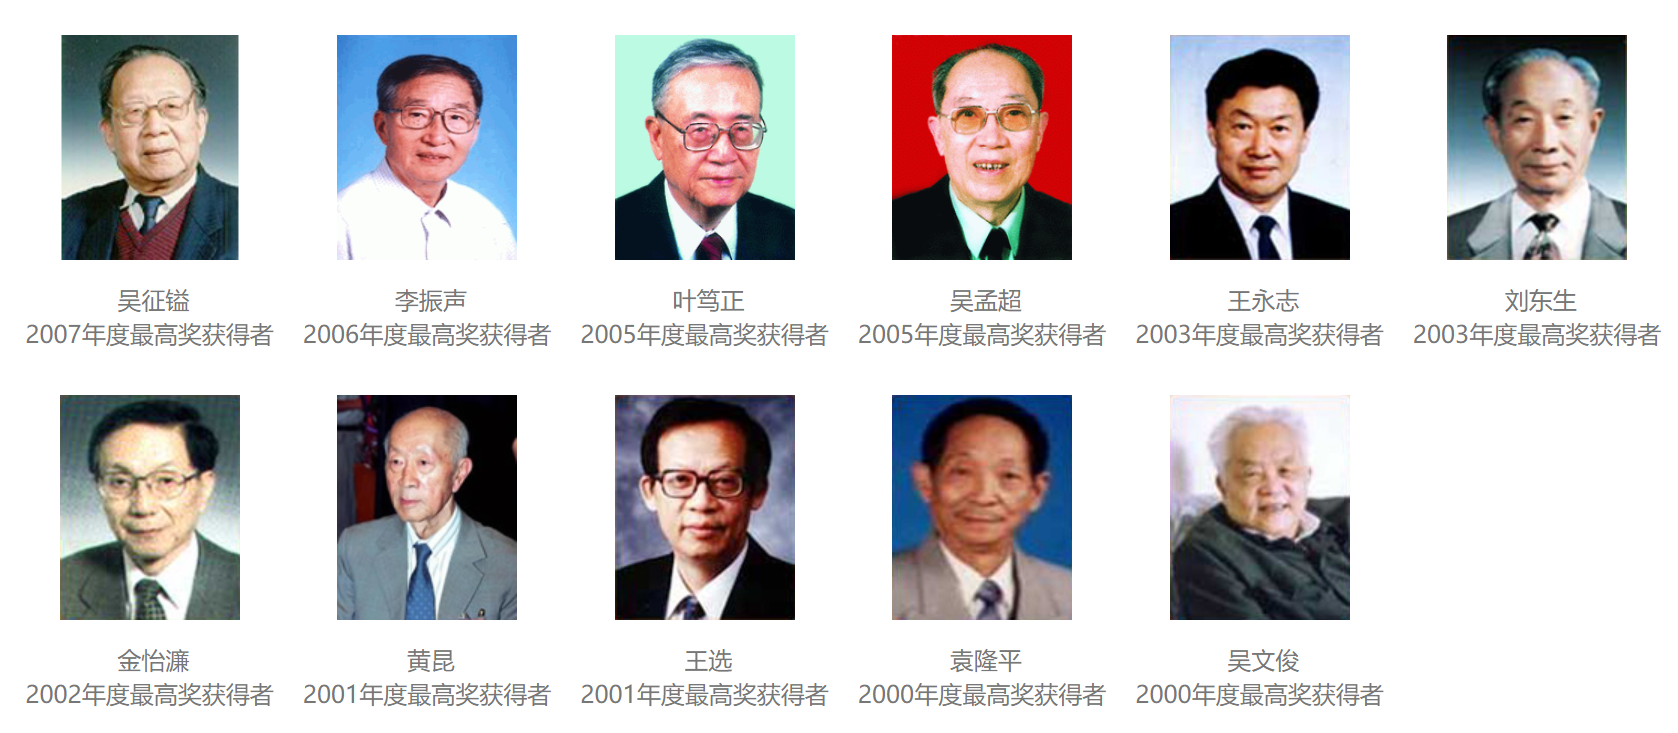 吴征镒
2007年度最高奖获得者
李振声
2006年度最高奖获得者
叶笃正
2005年度最高奖获得者
吴孟超
2005年度最高奖获得者
王永志
2003年度最高奖获得者
刘东生
2003年度最高奖获得者
金怡濂
2002年度最高奖获得者
黄昆
2001年度最高奖获得者
王选
2001年度最高奖获得者
袁隆平
2000年度最高奖获得者
吴文俊
2000年度最高奖获得者